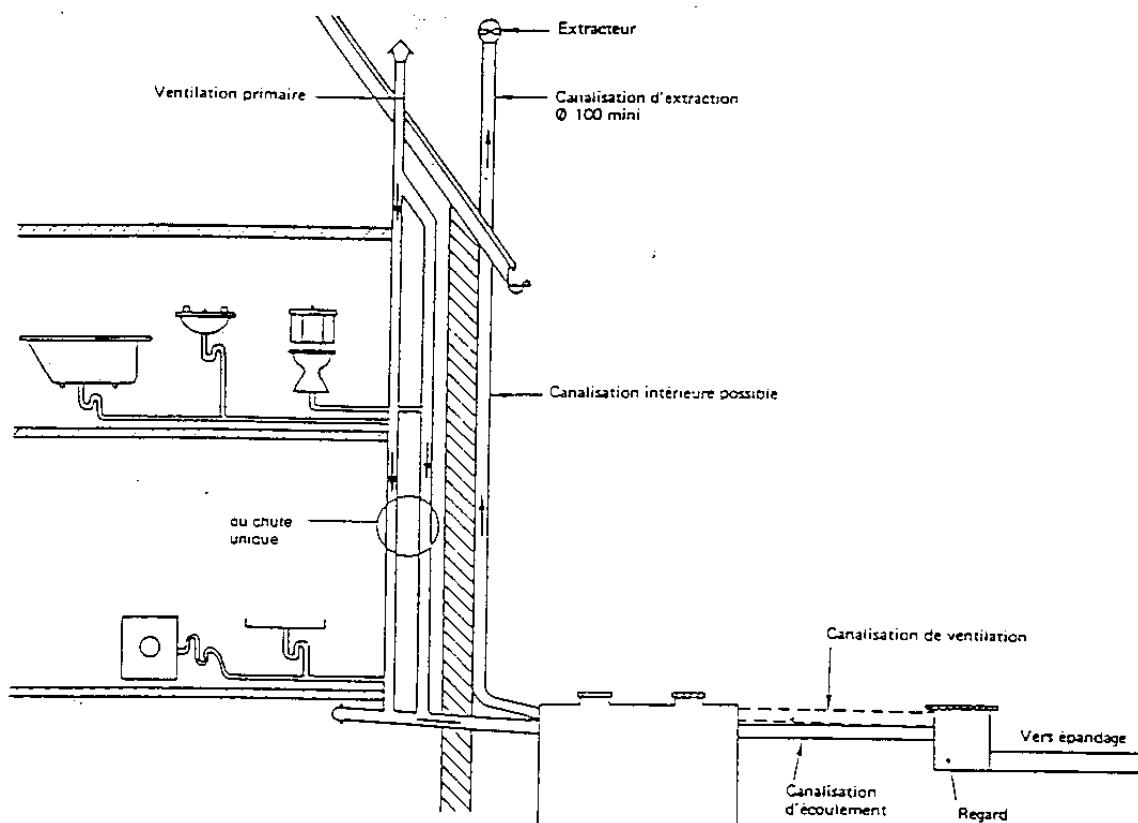 Extracteur
Ventilation primaire
Canalisation d'extraction
Ø 100 mini
Canalisation intérieure possible
ou chute
unique
Canalisation de ventilation
Vers épandage
Canalisation
d'écoulement
Regard